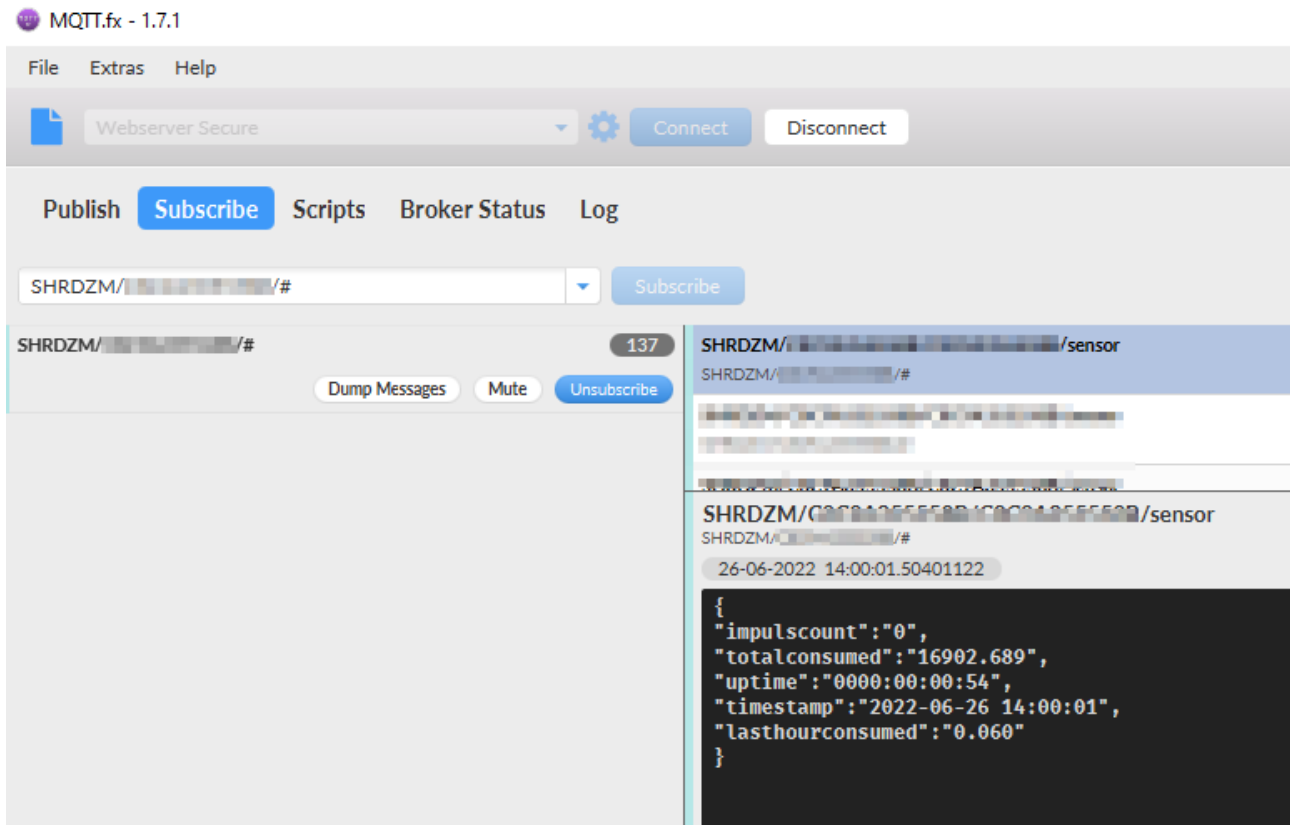 MQTT.fx - 1.7.1
File Extras Help
Webserver Secure Connect Disconnect
Publish Subscribe Scripts Broker Status Log
SHRDZM/ /# Subscribe
SHRDZM/ /# 137
Dump Messages Mute Unsubscribe
SHRDZM/ /sensor
SHRDZM/ /#
SHRDZM/ /sensor
SHRDZM/ /#
26-06-2022 14:00:01.50401122
{
"impulscount":"0",
"totalconsumed":"16902.689",
"uptime":"0000:00:00:54",
"timestamp":"2022-06-26 14:00:01",
"lasthourconsumed":"0.060"
}